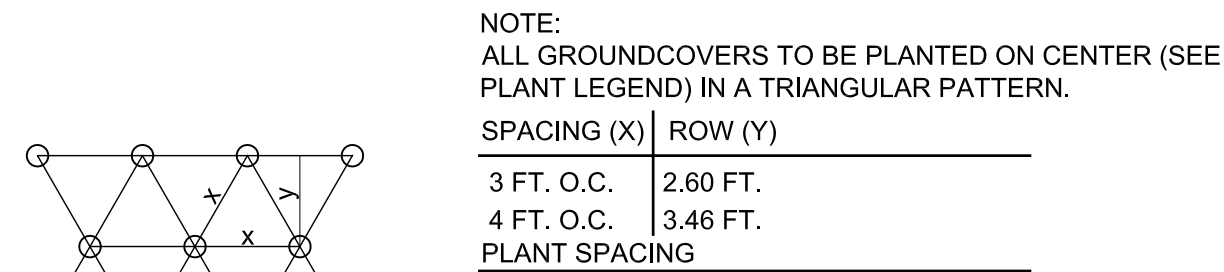 NOTE:
ALL GROUNDCOVERS TO BE PLANTED ON CENTER (SEE
PLANT LEGEND) IN A TRIANGULAR PATTERN.
SPACING (X) ROW (Y)
3 FT. O.C. 2.60 FT.
4 FT. O.C. 3.46 FT.
PLANT SPACING
x
y
x